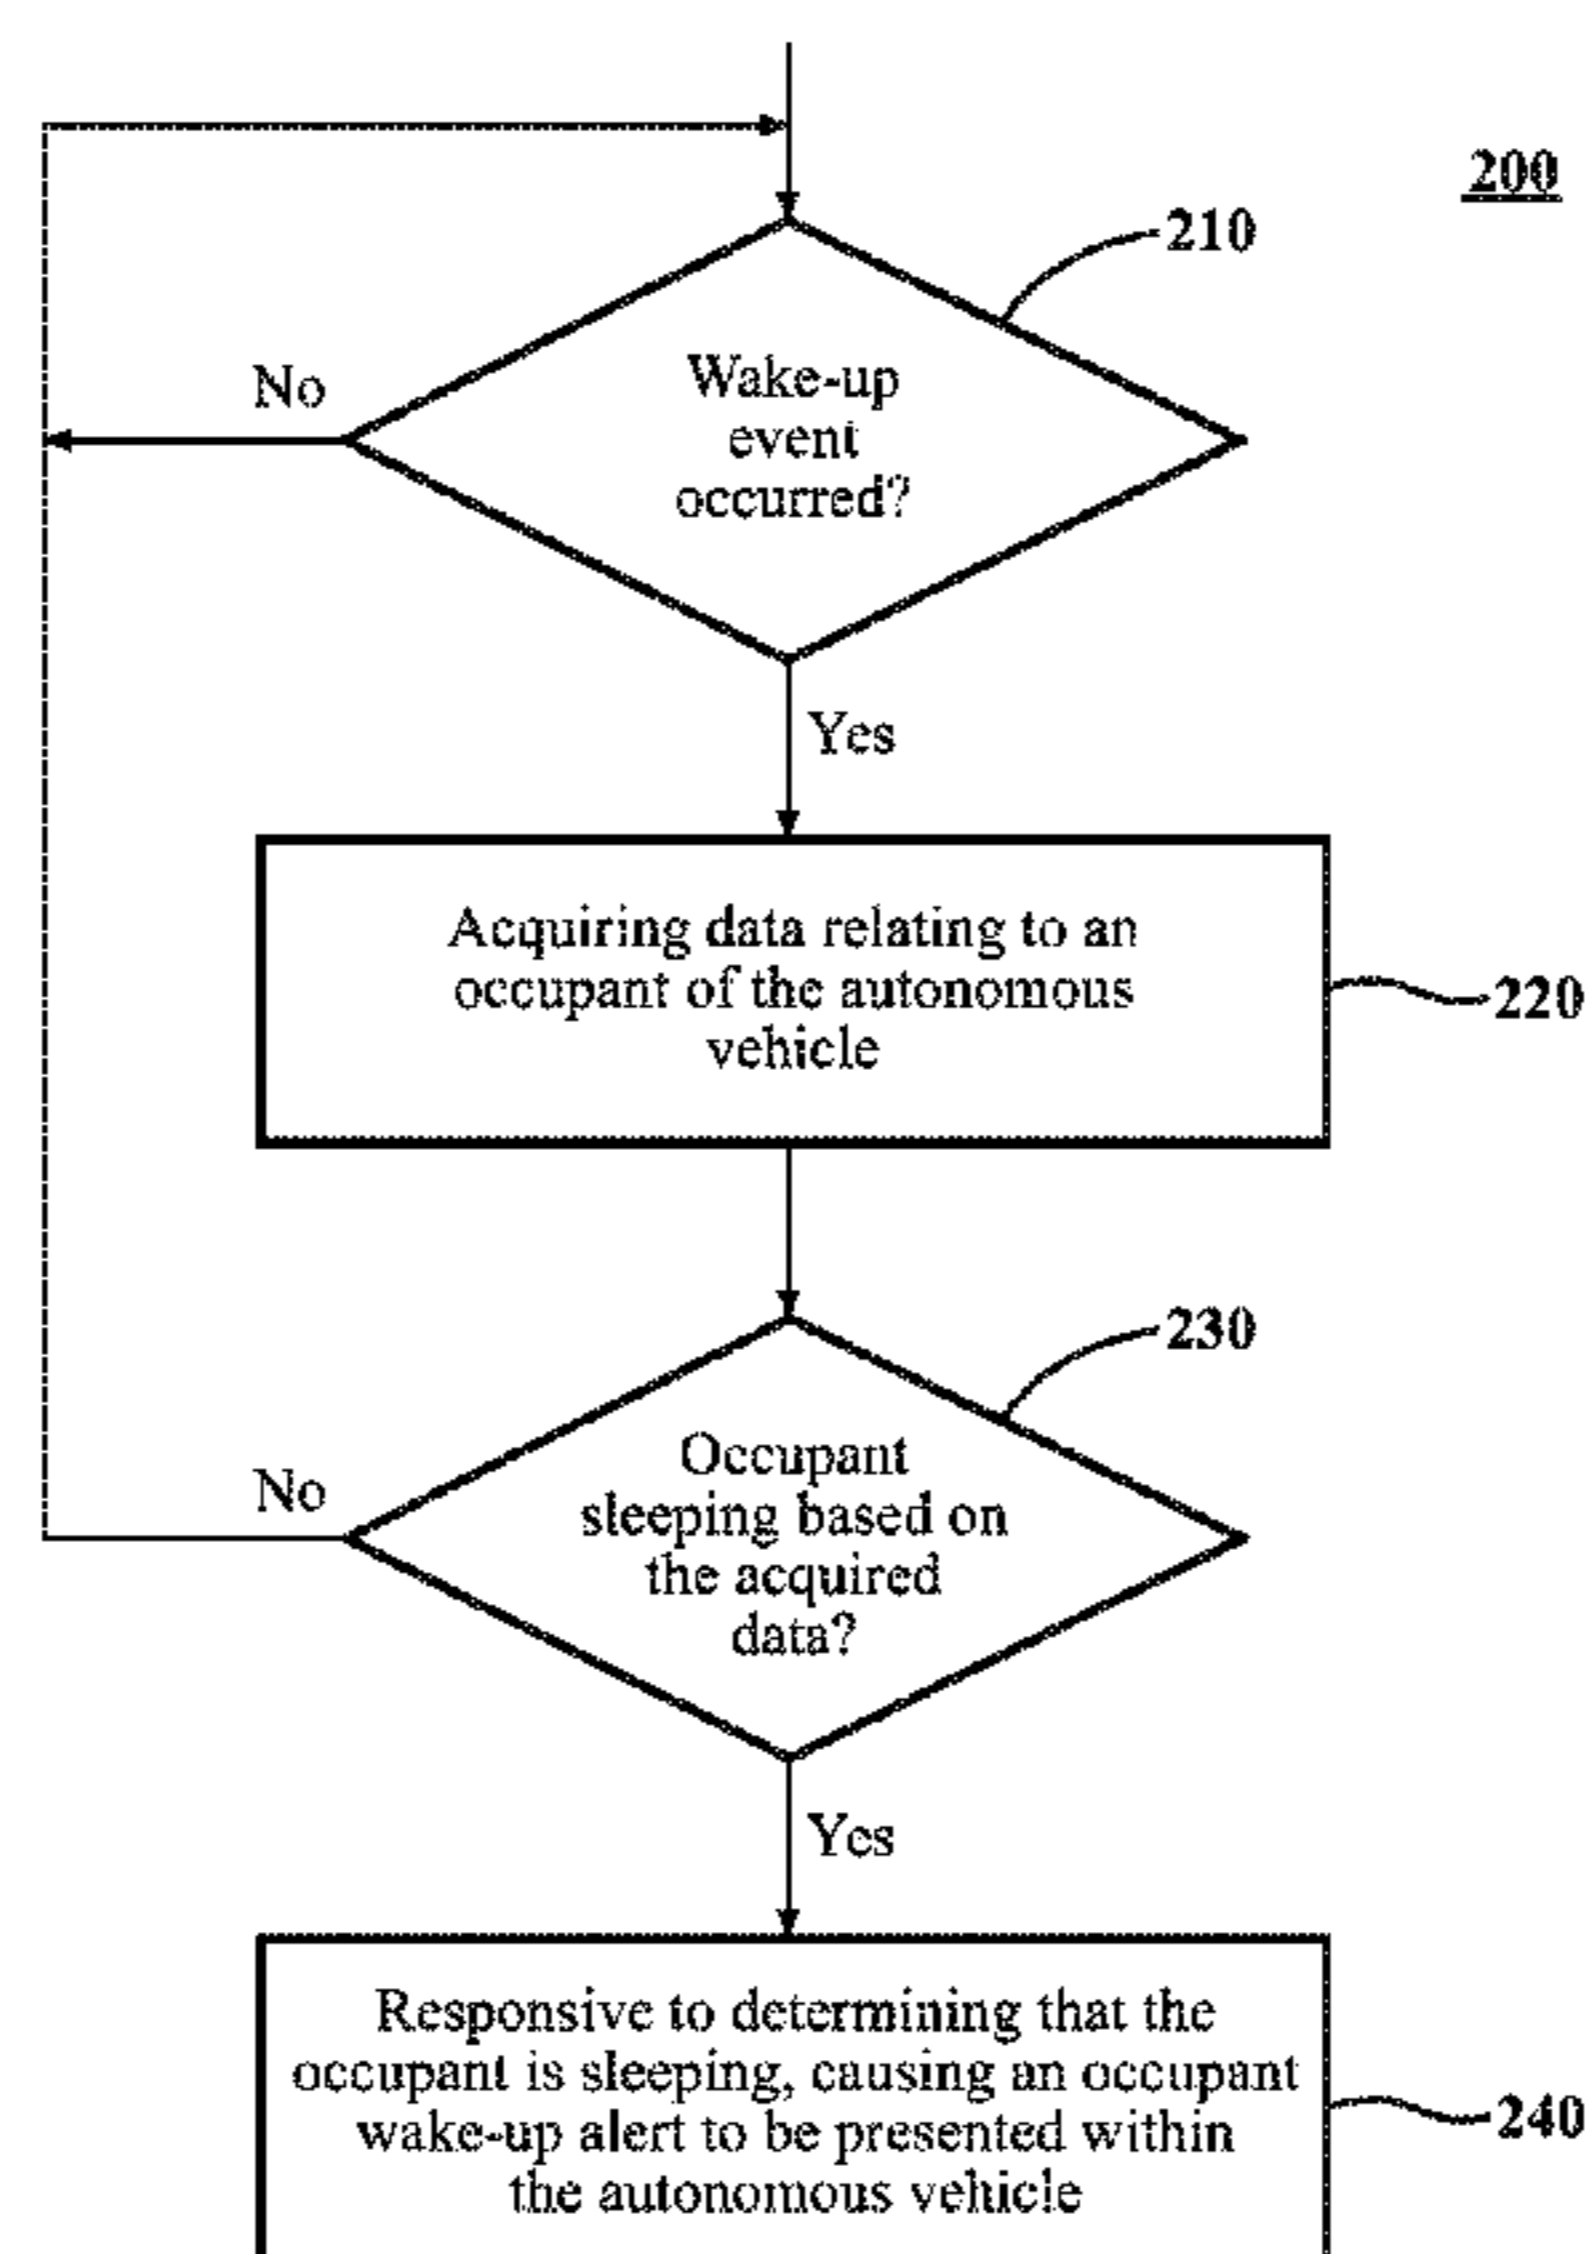 200
210
Wake-up
event
occurred?
No
Yes
Acquiring data relating to an
occupant of the autonomous
vehicle
220
230
Occupant
sleeping based on
the acquired
data?
No
Yes
Responsive to determining that the
occupant is sleeping, causing an occupant
wake-up alert to be presented within
the autonomous vehicle
240